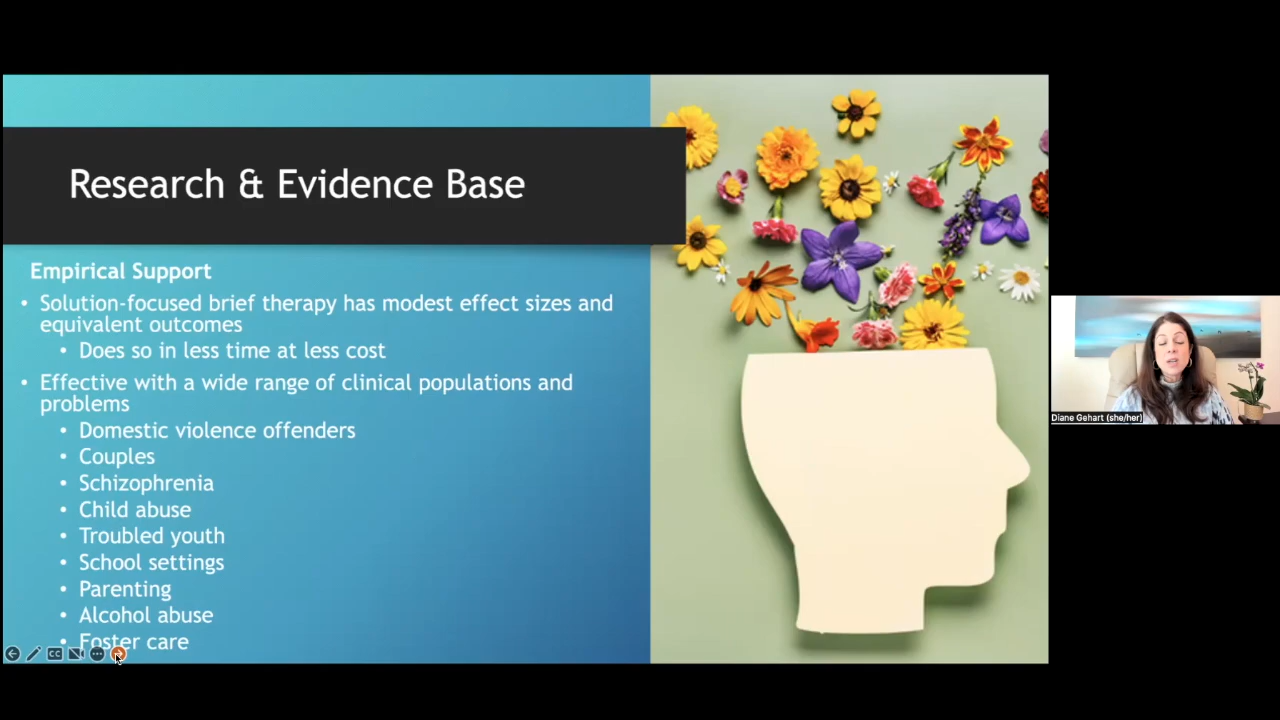 Research & Evidence Base
Empirical Support
• Solution-focused brief therapy has modest effect sizes and
equivalent outcomes
• Does so in less time at less cost
• Effective with a wide range of clinical populations and
problems
• Domestic violence offenders
• Couples
• Schizophrenia
• Child abuse
• Troubled youth
• School settings
• Parenting
• Alcohol abuse
• Foster care
CC
Diane Gehart (she/her)